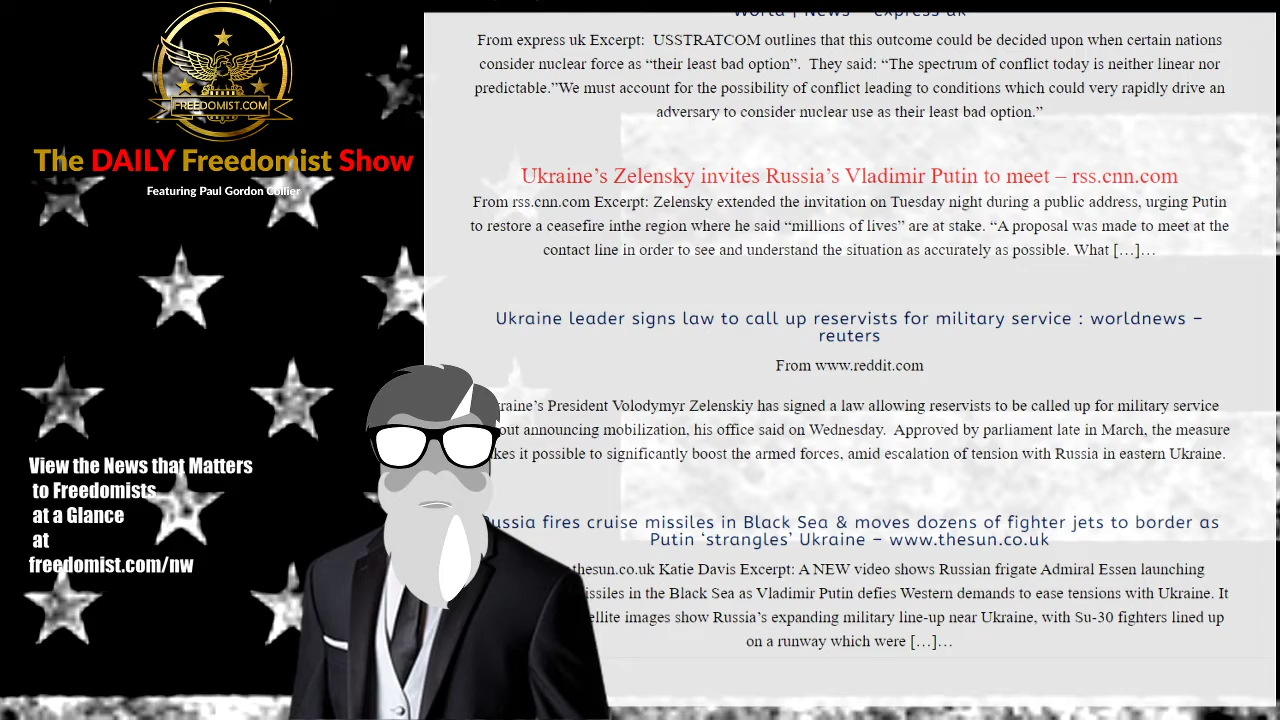 FREEDOMIST.COM
The DAILY Freedomist Show
Featuring Paul Gordon Collier
View the News that Matters
to Freedomists
at a Glance
at
freedomist.com/nw
World | News – express uk
From express uk Excerpt:  USSTRATCOM outlines that this outcome could be decided upon when certain nations
consider nuclear force as “their least bad option”.  They said: “The spectrum of conflict today is neither linear nor
predictable.”We must account for the possibility of conflict leading to conditions which could very rapidly drive an
adversary to consider nuclear use as their least bad option.”
Ukraine’s Zelensky invites Russia’s Vladimir Putin to meet – rss.cnn.com
From rss.cnn.com Excerpt: Zelensky extended the invitation on Tuesday night during a public address, urging Putin
to restore a ceasefire inthe region where he said “millions of lives” are at stake. “A proposal was made to meet at the
contact line in order to see and understand the situation as accurately as possible. What […]…
Ukraine leader signs law to call up reservists for military service : worldnews –
reuters
From www.reddit.com
raine’s President Volodymyr Zelenskiy has signed a law allowing reservists to be called up for military service
out announcing mobilization, his office said on Wednesday.  Approved by parliament late in March, the measure
kes it possible to significantly boost the armed forces, amid escalation of tension with Russia in eastern Ukraine.
ussia fires cruise missiles in Black Sea & moves dozens of fighter jets to border as
Putin ‘strangles’ Ukraine – www.thesun.co.uk
thesun.co.uk Katie Davis Excerpt: A NEW video shows Russian frigate Admiral Essen launching
issiles in the Black Sea as Vladimir Putin defies Western demands to ease tensions with Ukraine. It
ellite images show Russia’s expanding military line-up near Ukraine, with Su-30 fighters lined up
on a runway which were […]…